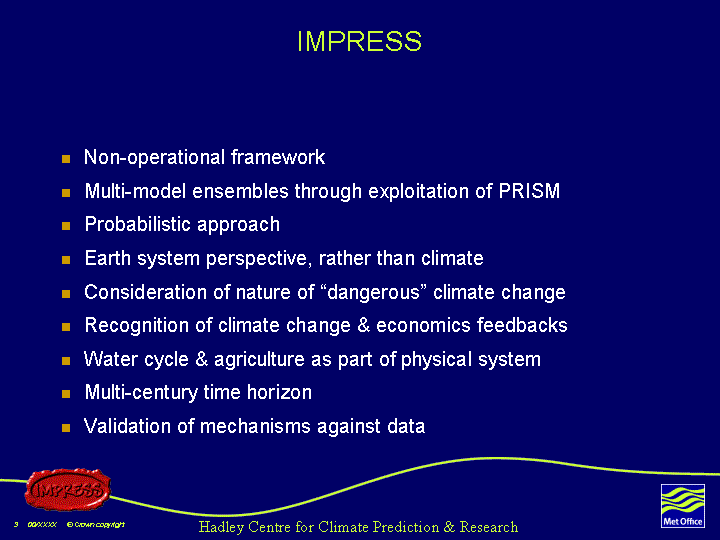 IMPRESS
Non-operational framework
Multi-model ensembles through exploitation of PRISM
Probabilistic approach
Earth system perspective, rather than climate
Consideration of nature of “dangerous” climate change
Recognition of climate change & economics feedbacks
Water cycle & agriculture as part of physical system
Multi-century time horizon
Validation of mechanisms against data
IMPRESS
3 00/XXXX © Crown copyright
Hadley Centre for Climate Prediction & Research
Met Office